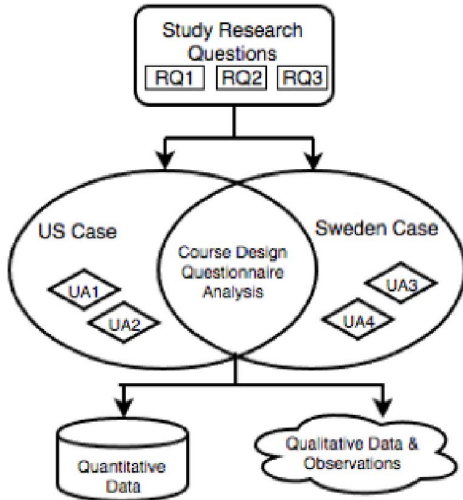 Study Research
Questions
RQ1 RQ2 RQ3
US Case
Sweden Case
Course Design
Questionnaire
Analysis
UA1
UA2
UA3
UA4
Quantitative
Data
Qualitative Data &
Observations